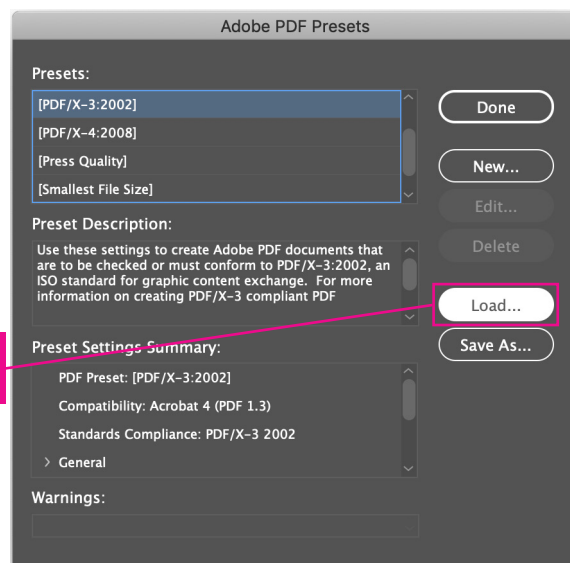 Adobe PDF Presets
Presets:
[PDF/X-3:2002]
[PDF/X-4:2008]
[Press Quality]
[Smallest File Size]
Done
New...
Edit...
Delete
Load...
Save As...
Preset Description:
Use these settings to create Adobe PDF documents that
are to be checked or must conform to PDF/X-3:2002, an
ISO standard for graphic content exchange.  For more
information on creating PDF/X-3 compliant PDF
Preset Settings Summary:
PDF Preset: [PDF/X-3:2002]
Compatibility: Acrobat 4 (PDF 1.3)
Standards Compliance: PDF/X-3 2002
General
Warnings: